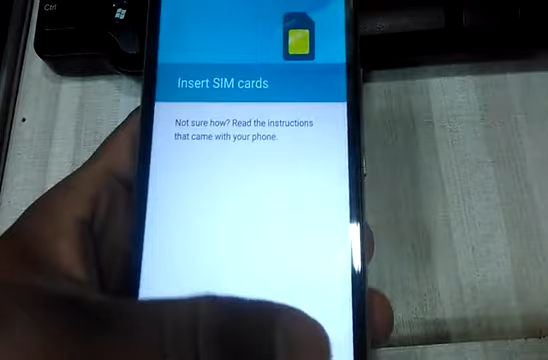 Ctrl
Insert SIM cards
Not sure how? Read the instructions
that came with your phone.